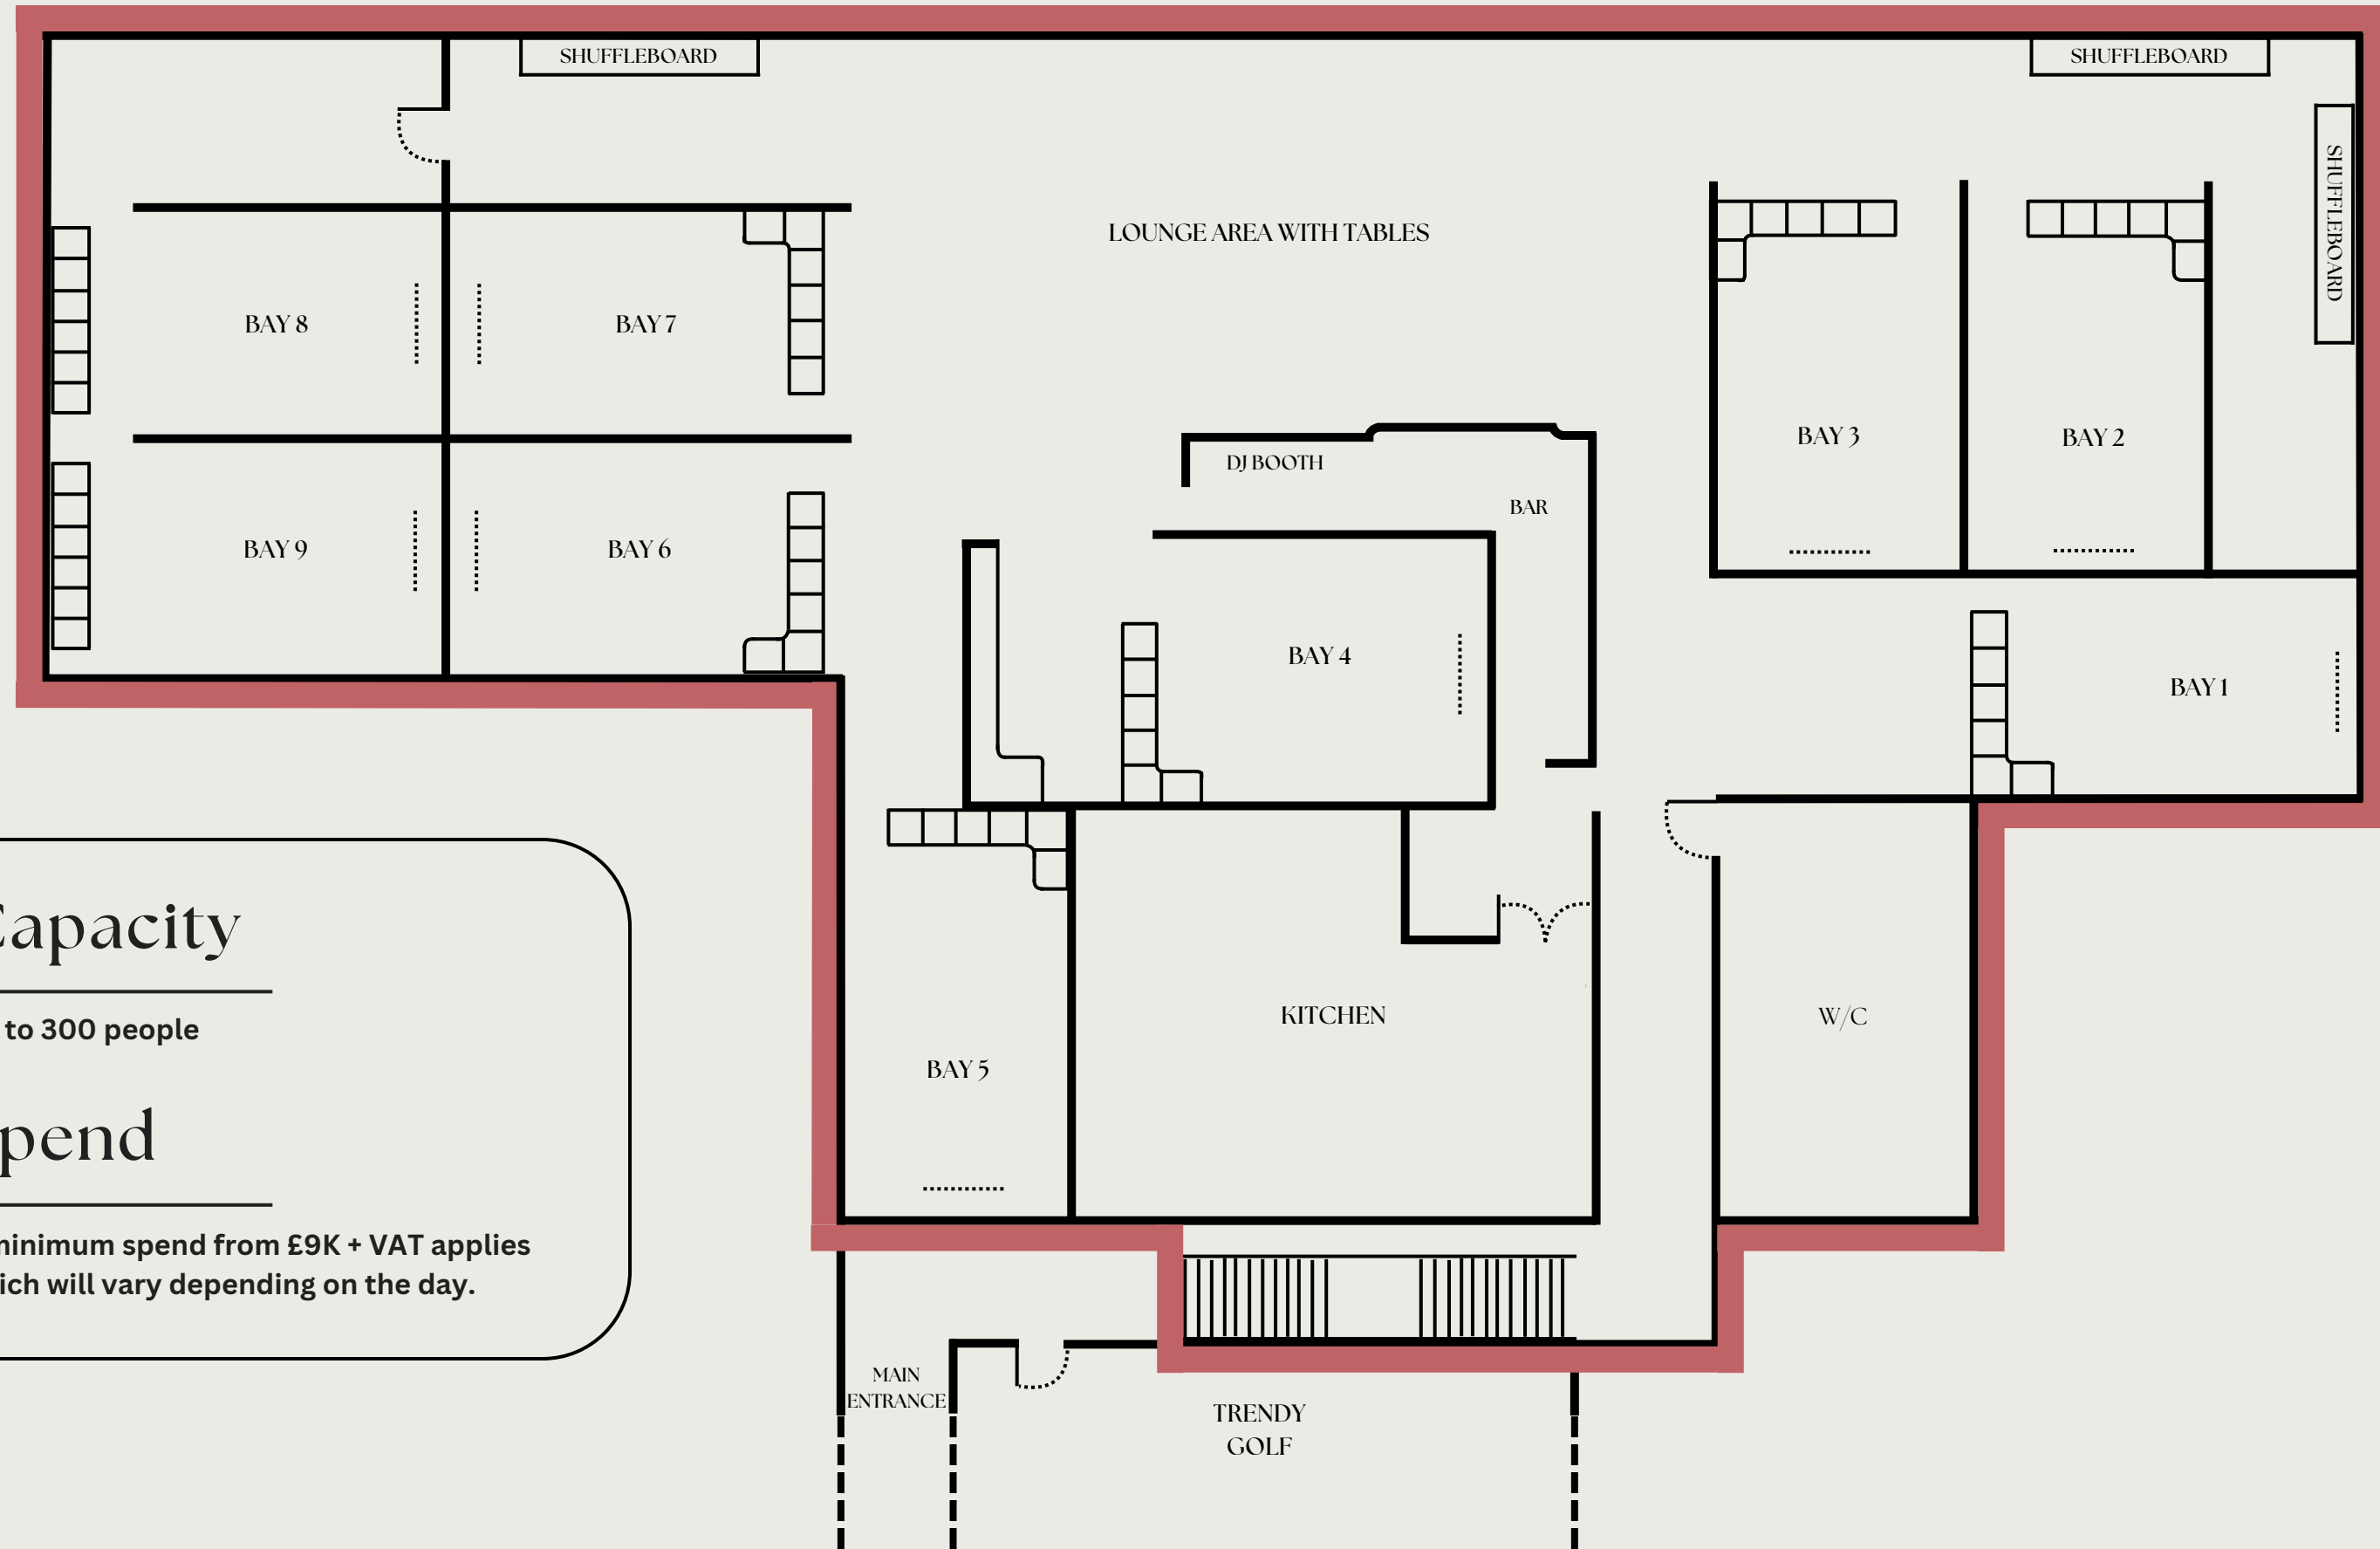 SHUFFLEBOARD
SHUFFLEBOARD
SHUFFLEBOARD
LOUNGE AREA WITH TABLES
BAY 8
BAY 7
BAY 3
BAY 2
DJ BOOTH
BAR
BAY 9
BAY 6
BAY 4
BAY 1
Capacity
to 300 people
KITCHEN
W/C
BAY 5
pend
minimum spend from £9K + VAT applies
ich will vary depending on the day.
MAIN
ENTRANCE
TRENDY
GOLF